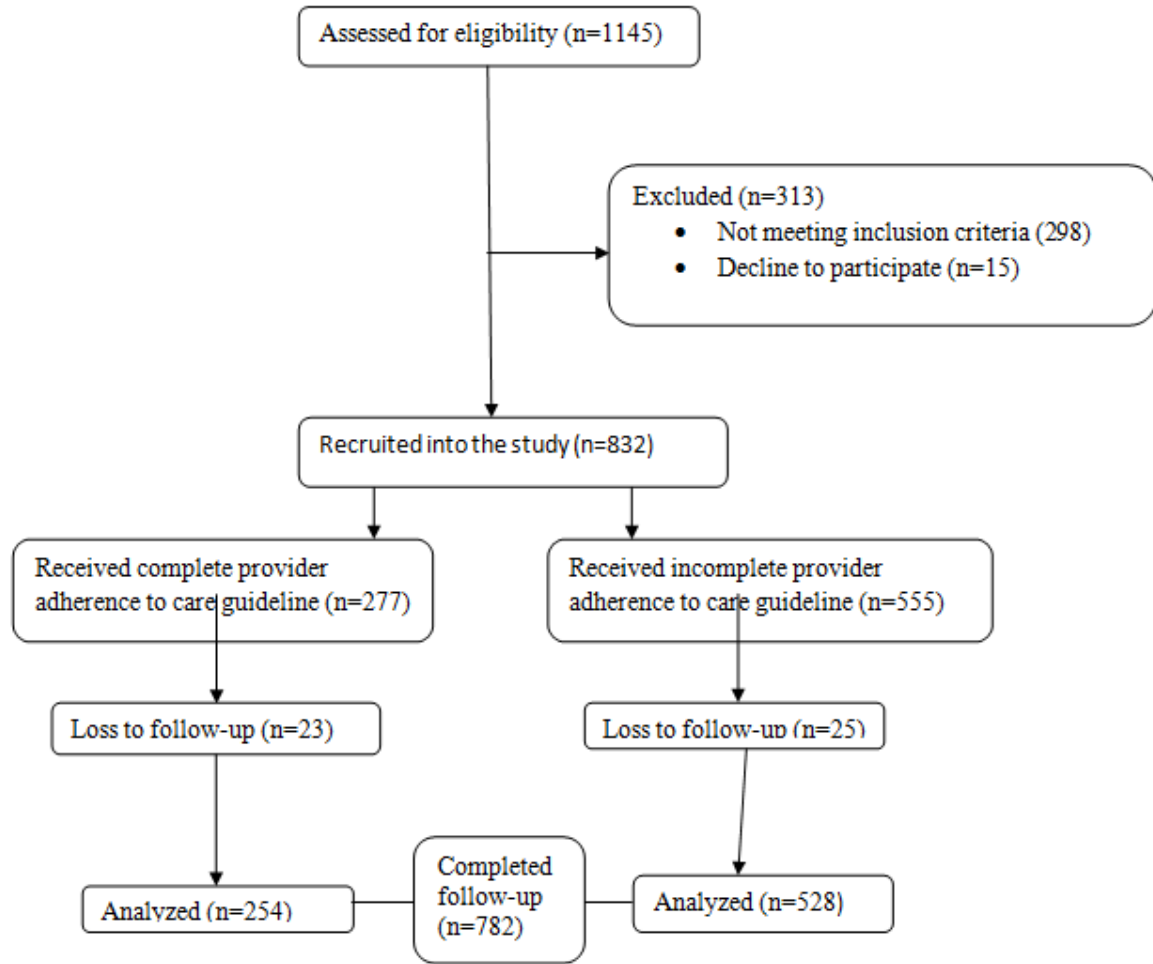 Assessed for eligibility (n=1145)
Excluded (n=313)
• Not meeting inclusion criteria (298)
• Decline to participate (n=15)
Recruited into the study (n=832)
Received complete provider
adherence to care guideline (n=277)
Received incomplete provider
adherence to care guideline (n=555)
Loss to follow-up (n=23)
Loss to follow-up (n=25)
Completed
follow-up
(n=782)
Analyzed (n=254)
Analyzed (n=528)